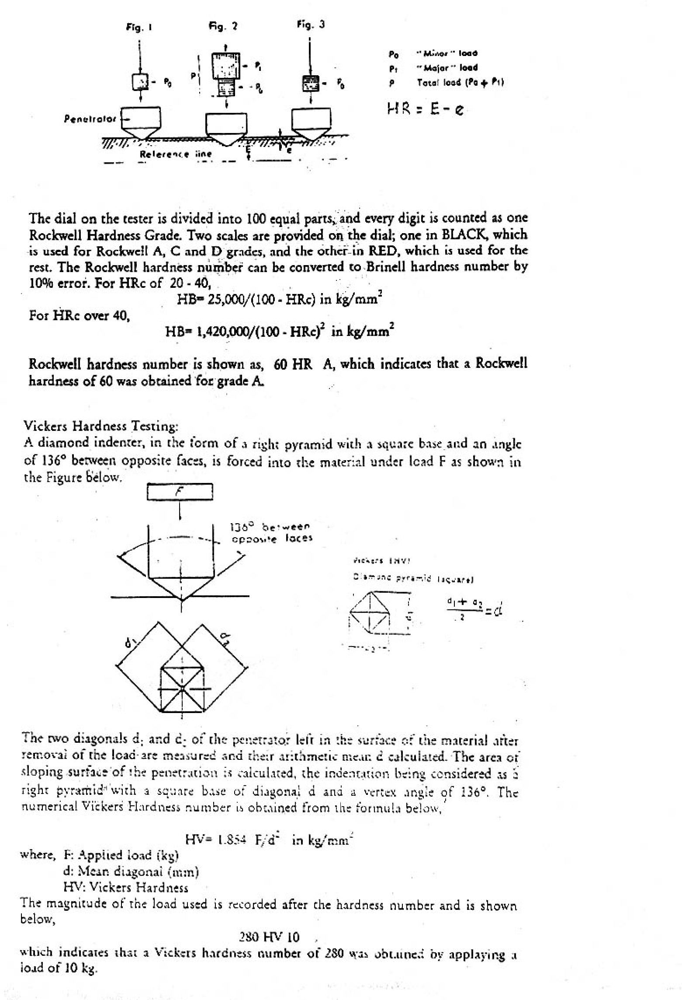 Fig. 1 Fig. 2 Fig. 3
Po "Minor" load
P1 "Major" load
P Total load (Po + P1)
HR = E - e
P1
P
Po Po Po
Penetrator
E e
Reference line
The dial on the tester is divided into 100 equal parts, and every digit is counted as one
Rockwell Hardness Grade. Two scales are provided on the dial; one in BLACK, which
is used for Rockwell A, C and D grades, and the other in RED, which is used for the
rest. The Rockwell hardness number can be converted to Brinell hardness number by
10% error. For HRc of 20 - 40,
HB= 25,000/(100 - HRc) in kg/mm²
For HRc over 40,
HB= 1,420,000/(100 - HRc)² in kg/mm²
Rockwell hardness number is shown as, 60 HR A, which indicates that a Rockwell
hardness of 60 was obtained for grade A.
Vickers Hardness Testing:
A diamond indenter, in the form of a right pyramid with a square base and an angle
of 136° between opposite faces, is forced into the material under load F as shown in
the Figure below.
F
136° between
opposite faces
Vickers (HV)
Diamond pyramid (square)
d1 + d2
2
= d
d1 d2
The two diagonals d1 and d2 of the penetrator left in the surface of the material after
removal of the load are measured and their arithmetic mean d calculated. The area of
sloping surface of the penetration is calculated, the indentation being considered as a
right pyramid with a square base of diagonal d and a vertex angle of 136°. The
numerical Vickers Hardness number is obtained from the formula below,
HV= 1.854 F/d² in kg/mm²
where, F: Applied load (kg)
d: Mean diagonal (mm)
HV: Vickers Hardness
The magnitude of the load used is recorded after the hardness number and is shown
below,
280 HV 10
which indicates that a Vickers hardness number of 280 was obtained by applaying a
load of 10 kg.